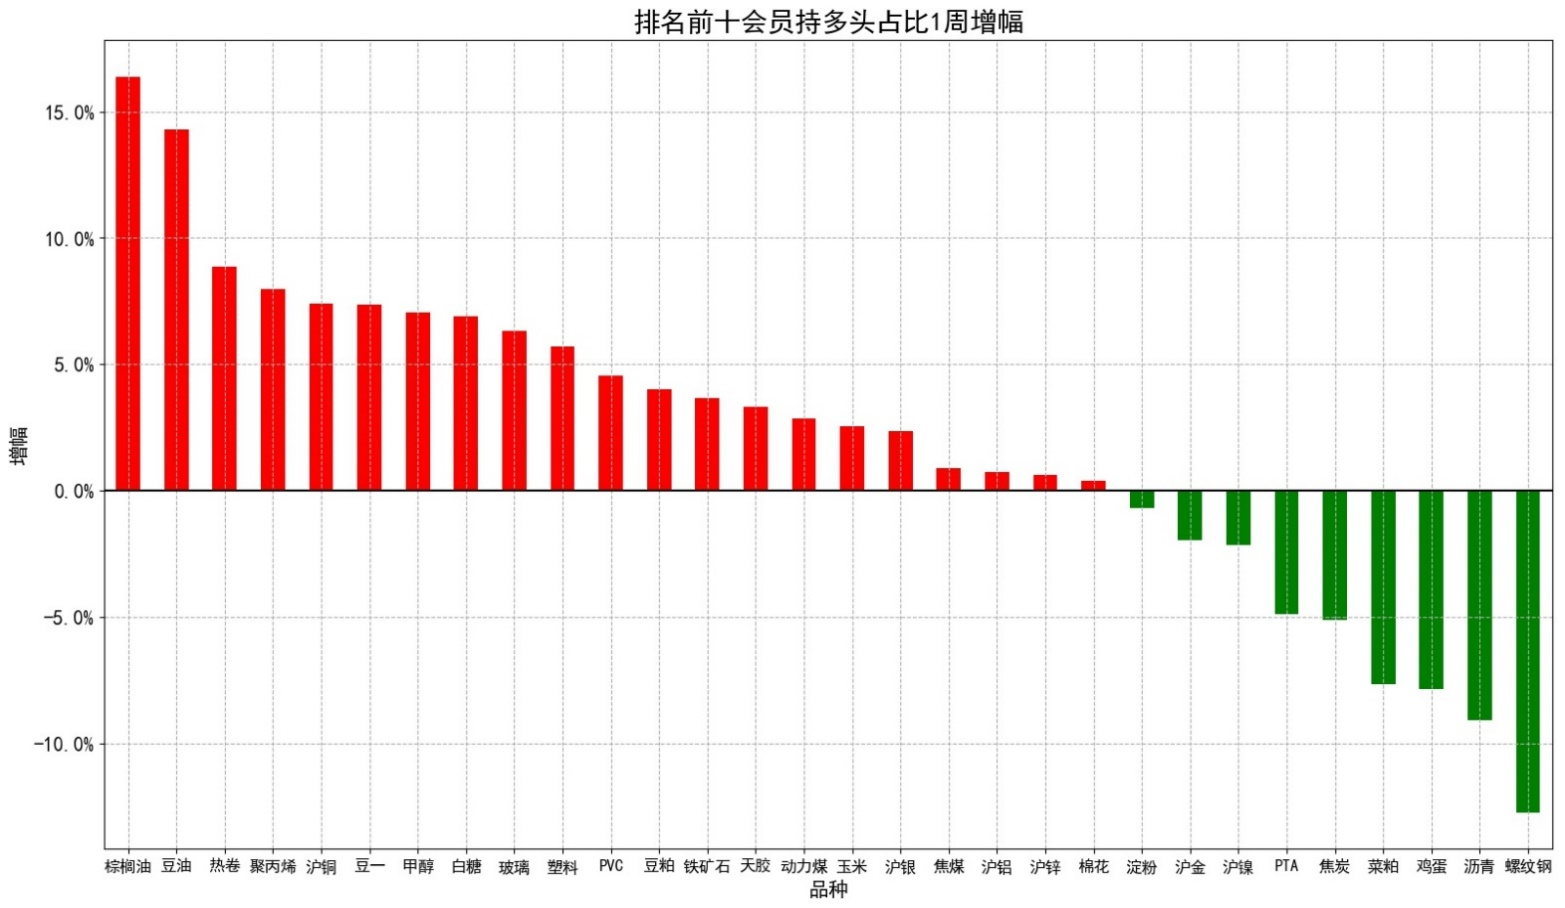 排名前十会员持多头占比1周增幅
15.0%
10.0%
5.0%
0.0%
-5.0%
-10.0%
增幅
棕榈油 豆油 热卷 聚丙烯 沪铜 豆一 甲醇 白糖 玻璃 塑料 PVC 豆粕 铁矿石 天胶 动力煤 玉米 沪银 焦煤 沪铝 沪锌 棉花 淀粉 沪金 沪镍 PTA 焦炭 菜粕 鸡蛋 沥青 螺纹钢
品种